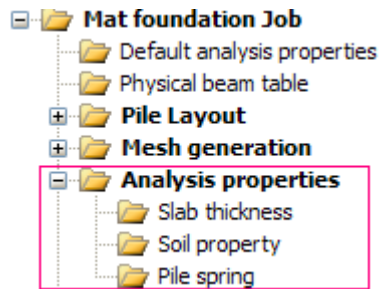 Mat foundation Job
Default analysis properties
Physical beam table
Pile Layout
Mesh generation
Analysis properties
Slab thickness
Soil property
Pile spring